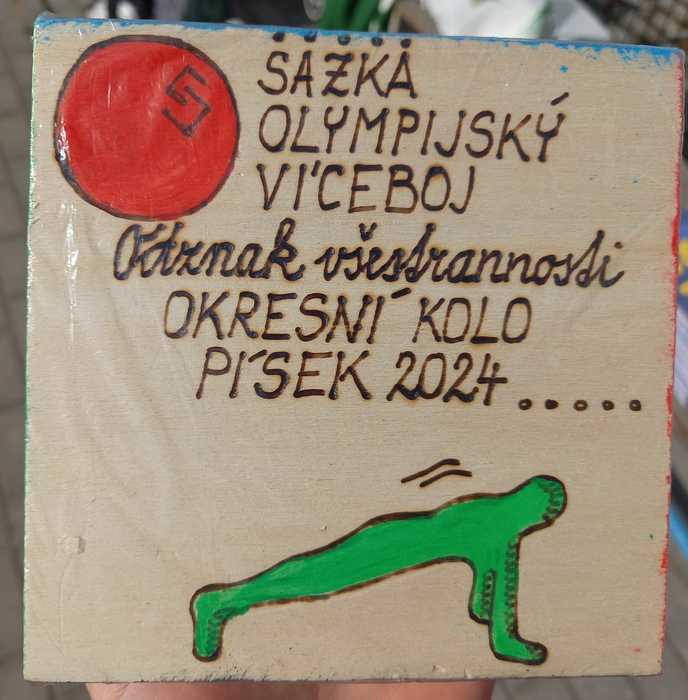 SAZKA
OLYMPIJSKÝ
VÍCEBOJ
Odznak všestrannosti
OKRESNÍ KOLO
PÍSEK 2024.....